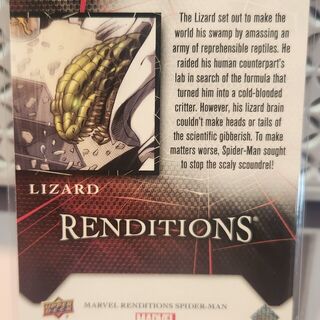 The Lizard set out to make the
world his swamp by amassing an
army of reprehensible reptiles. He
raided his human counterpart's
lab in search of the formula that
turned him into a cold-blooded
critter. However, his lizard brain
couldn't make heads or tails of
the scientific gibberish. To make
matters worse, Spider-Man sought
to stop the scaly scoundrel!
LIZARD
RENDITIONS®
UPPER DECK
MARVEL RENDITIONS SPIDER-MAN
MARVEL